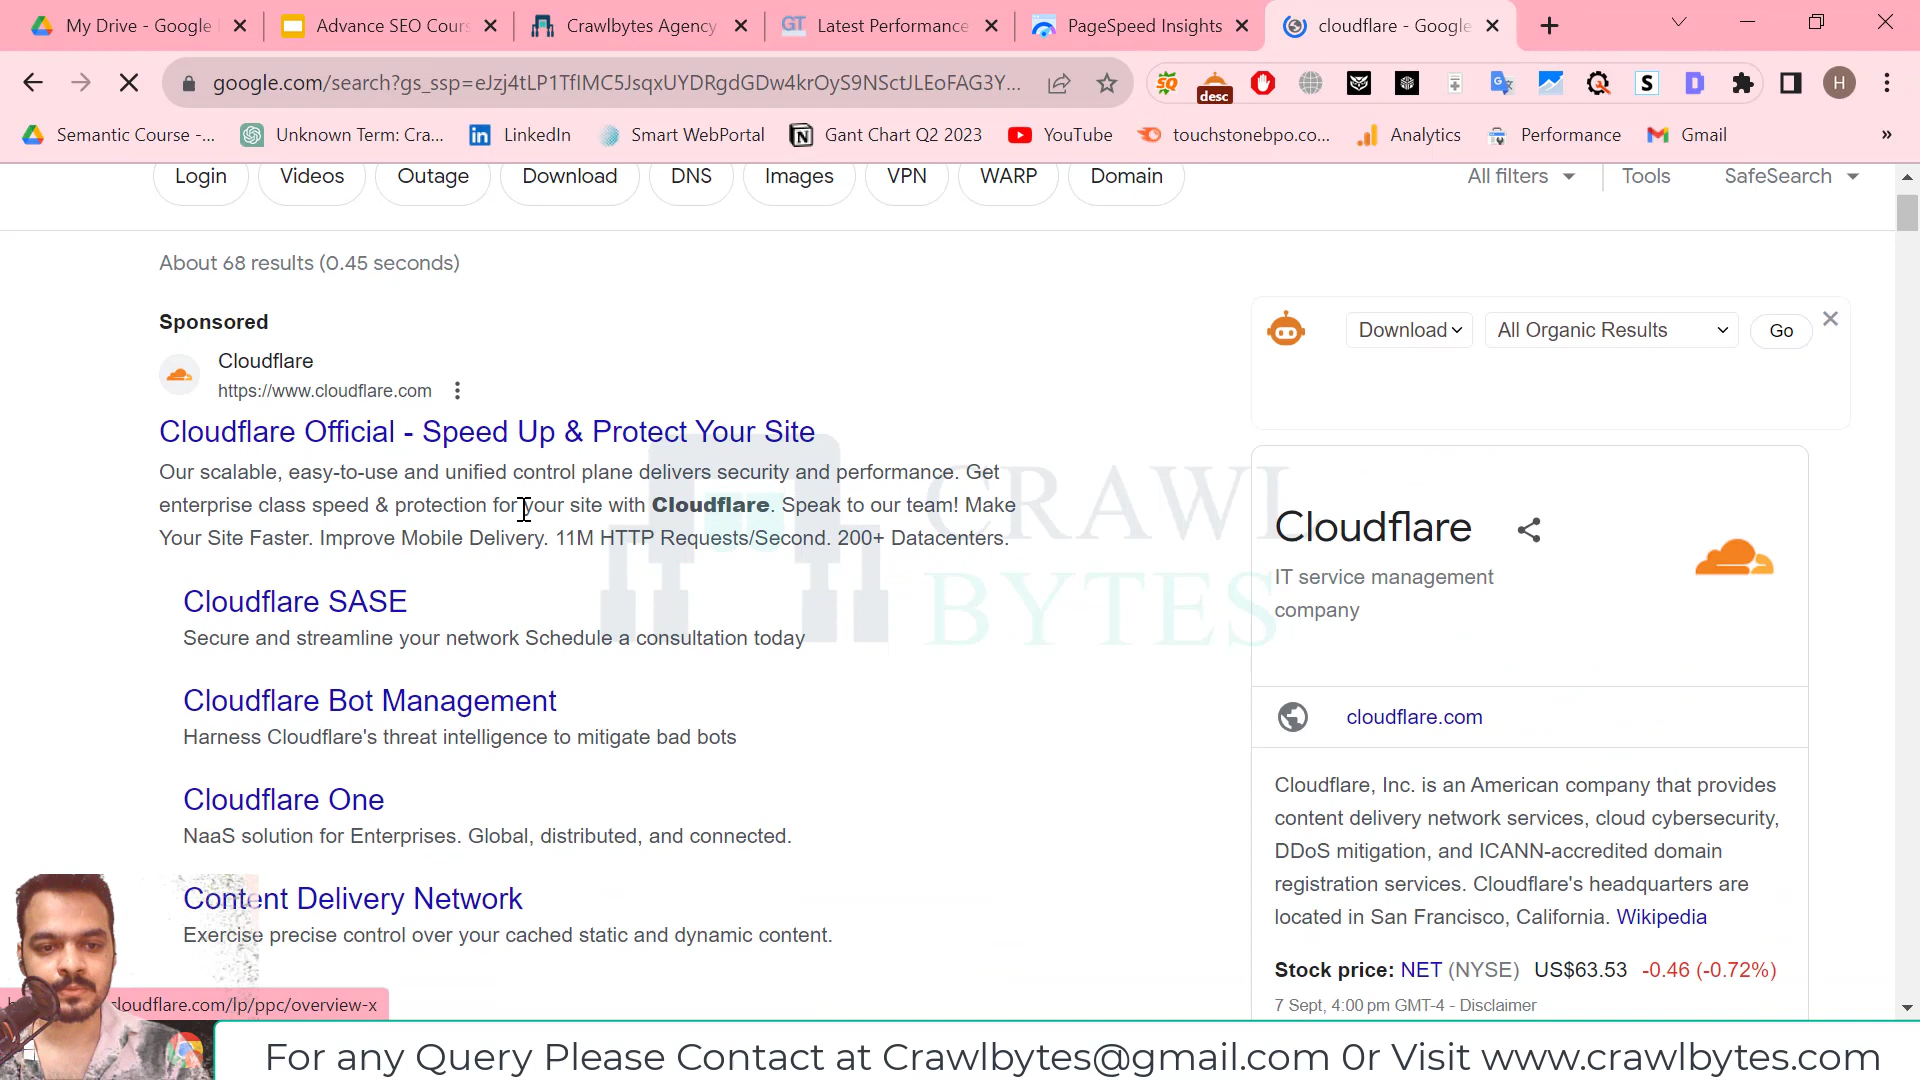 My Drive - Google
Advance SEO Cours
Crawlbytes Agency
GT Latest Performance
PageSpeed Insights
cloudflare - Google
google.com/search?gs_ssp=eJzj4tLP1TfIMC5JsqxUYDRgdGDw4krOyS9NSctJLEoFAG3Y...
SQ
desc
S
D
H
Semantic Course -...
Unknown Term: Cra...
LinkedIn
Smart WebPortal
Gant Chart Q2 2023
YouTube
touchstonebpo.co...
Analytics
Performance
Gmail
»
Login
Videos
Outage
Download
DNS
Images
VPN
WARP
Domain
All filters
Tools
SafeSearch
About 68 results (0.45 seconds)
Sponsored
Cloudflare
https://www.cloudflare.com
Cloudflare Official - Speed Up & Protect Your Site
Our scalable, easy-to-use and unified control plane delivers security and performance. Get
enterprise class speed & protection for your site with Cloudflare. Speak to our team! Make
Your Site Faster. Improve Mobile Delivery. 11M HTTP Requests/Second. 200+ Datacenters.
Cloudflare SASE
Secure and streamline your network Schedule a consultation today
Cloudflare Bot Management
Harness Cloudflare's threat intelligence to mitigate bad bots
Cloudflare One
NaaS solution for Enterprises. Global, distributed, and connected.
Content Delivery Network
Exercise precise control over your cached static and dynamic content.
Download
All Organic Results
Go
CRAWL
BYTES
Cloudflare
IT service management
company
cloudflare.com
Cloudflare, Inc. is an American company that provides
content delivery network services, cloud cybersecurity,
DDoS mitigation, and ICANN-accredited domain
registration services. Cloudflare's headquarters are
located in San Francisco, California. Wikipedia
Stock price: NET (NYSE) US$63.53 -0.46 (-0.72%)
7 Sept, 4:00 pm GMT-4 - Disclaimer
cloudflare.com/lp/ppc/overview-x
For any Query Please Contact at Crawlbytes@gmail.com 0r Visit www.crawlbytes.com